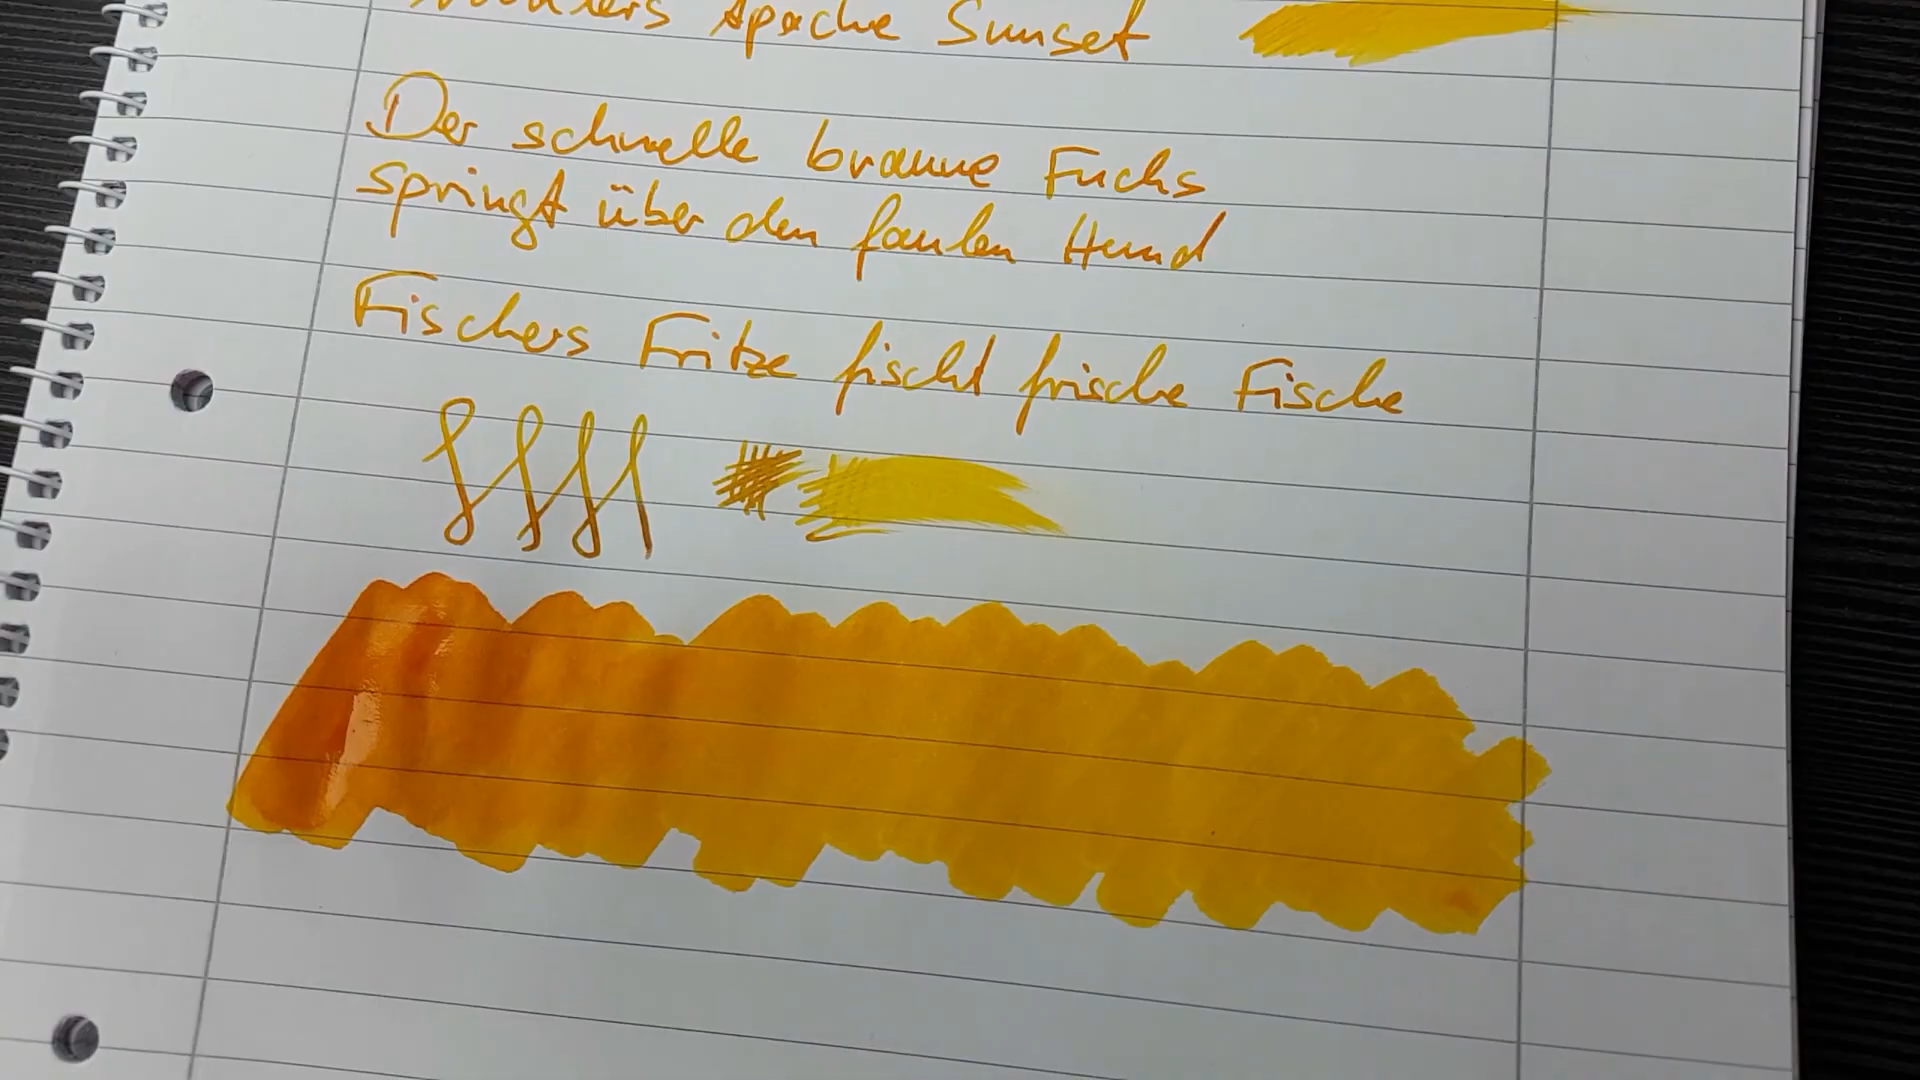 Apache Sunset
Der schnelle braune Fuchs
springt über den faulen Hund
Fischers Fritze fischt frische Fische